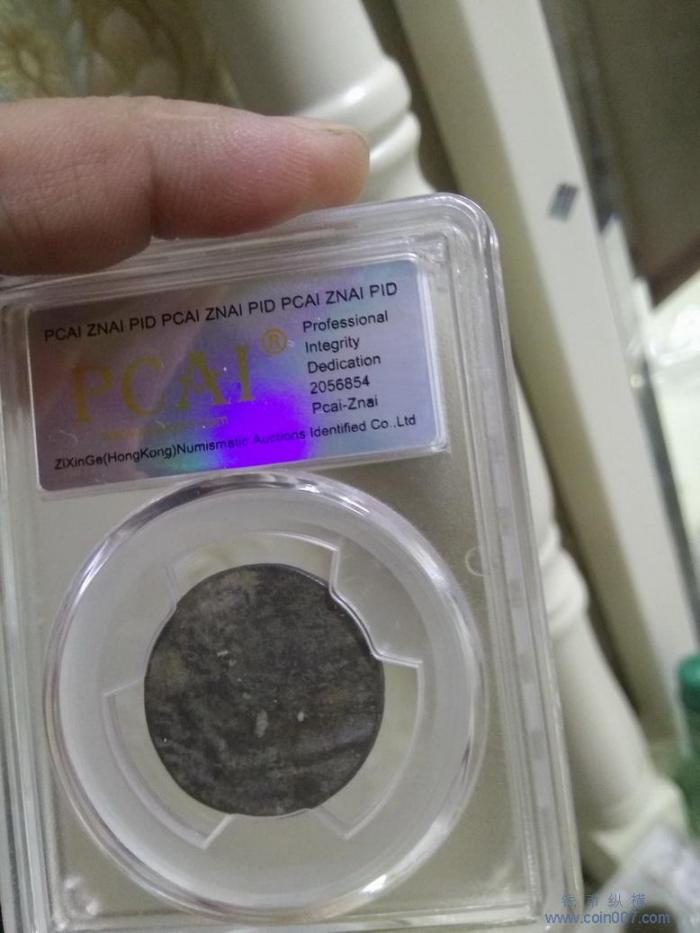 PCAI ZNAI PID PCAI ZNAI PID PCAI ZNAI PID
PCAI®
Professional
Integrity
Dedication
2056854
Pcai-Znai
ZiXinGe(HongKong)Numismatic Auctions Identified Co.,Ltd
钱币纵横
www.coin007.com